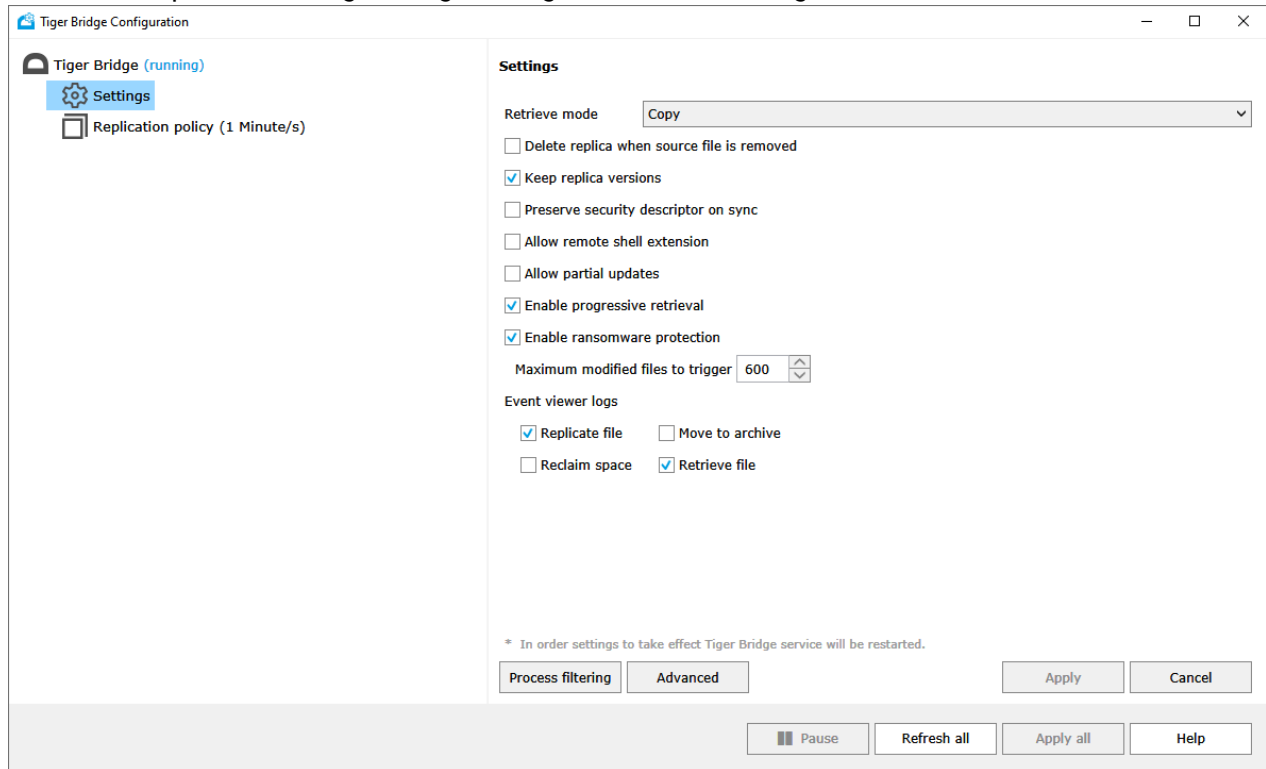 Tiger Bridge Configuration
Tiger Bridge (running)
Settings
Replication policy (1 Minute/s)
Settings
Retrieve mode Copy
Delete replica when source file is removed
Keep replica versions
Preserve security descriptor on sync
Allow remote shell extension
Allow partial updates
Enable progressive retrieval
Enable ransomware protection
Maximum modified files to trigger 600
Event viewer logs
Replicate file Move to archive
Reclaim space Retrieve file
* In order settings to take effect Tiger Bridge service will be restarted.
Process filtering Advanced Apply Cancel
Pause Refresh all Apply all Help